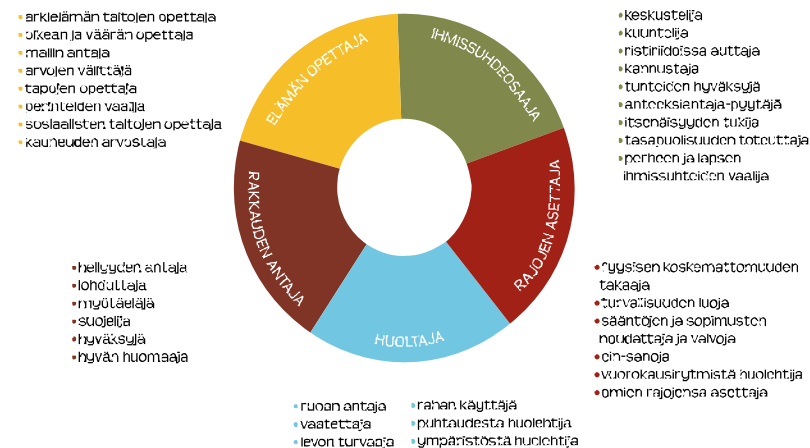 • arkielämän taitojen opettaja
• oikean ja väärän opettaja
• mallin antaja
• arvojen välittäjä
• tapojen opettaja
• perinteiden vaalija
• sosiaalisten taitojen opettaja
• kauneuden arvostaja
• keskustelija
• kuuntelija
• ristiriidoissa auttaja
• kannustaja
• tunteiden hyväksyjä
• anteeksiantaja-pyytäjä
• itsenäisyyden tukija
• tasapuolisuuden toteuttaja
• perheen ja lapsen
ihmissuhteiden vaalija
ELÄMÄN OPETTAJA
IHMISSUHDEOSAAJA
RAKKAUDEN ANTAJA
RAJOJEN ASETTAJA
HUOLTAJA
• hellyyden antaja
• lohduttaja
• myötäeläjä
• suojelija
• hyväksyjä
• hyvän huomaaja
• fyysisen koskemattomuuden
takaaja
• turvallisuuden luoja
• sääntöjen ja sopimusten
noudattaja ja valvoja
• ein-sanoja
• vuorokausirytmistä huolehtija
• omien rajojensa asettaja
• ruoan antaja
• vaatettaja
• levon turvaaja
• rahan käyttäjä
• puhtaudesta huolehtija
• ympäristöstä huolehtija